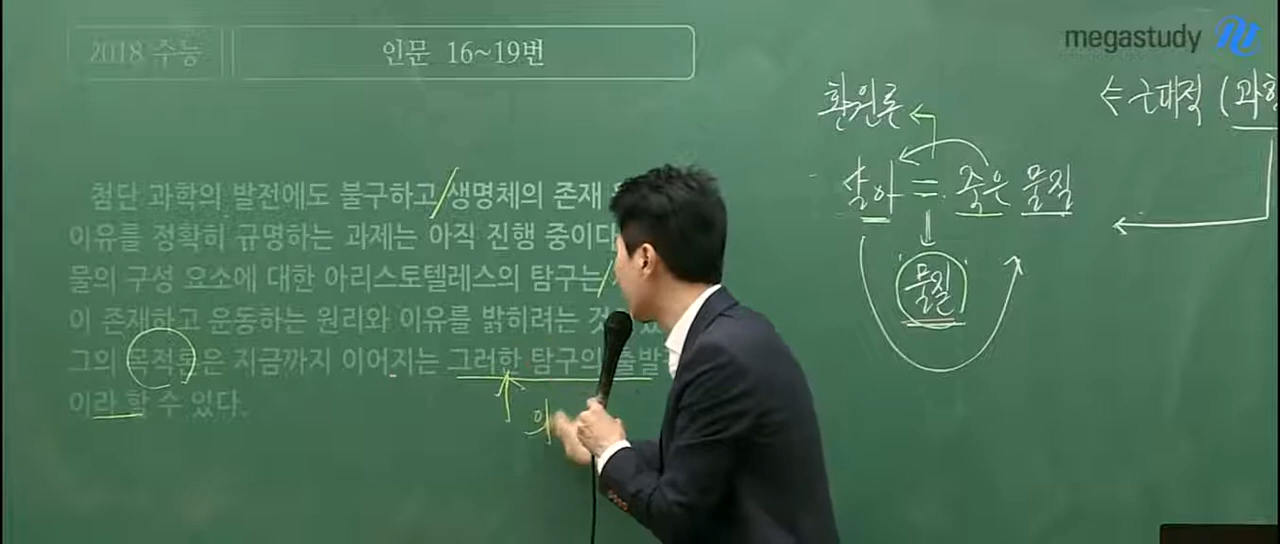 2018 수능
인문 16~19번
megastudy
첨단 과학의 발전에도 불구하고 생명체의 존재
이유를 정확히 규명하는 과제는 아직 진행 중이다
물의 구성 요소에 대한 아리스토텔레스의 탐구는
이 존재하고 운동하는 원리와 이유를 밝히려는
그의 목적론은 지금까지 이어지는 그러한 탐구의 출발
이라 할 수 있다.
의
환원론
살아 = 죽은 물질
물질
⇐ 근대적 (과학